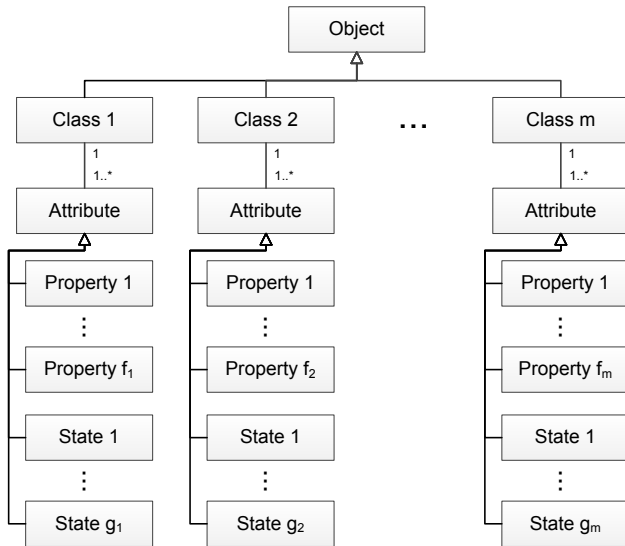 Object
Class 1
Class 2
...
Class m
1
1..*
1
1..*
1
1..*
Attribute
Attribute
Attribute
Property 1
Property 1
Property 1
⋮
⋮
⋮
Property f₁
Property f₂
Property fₘ
State 1
State 1
State 1
⋮
⋮
⋮
State g₁
State g₂
State gₘ